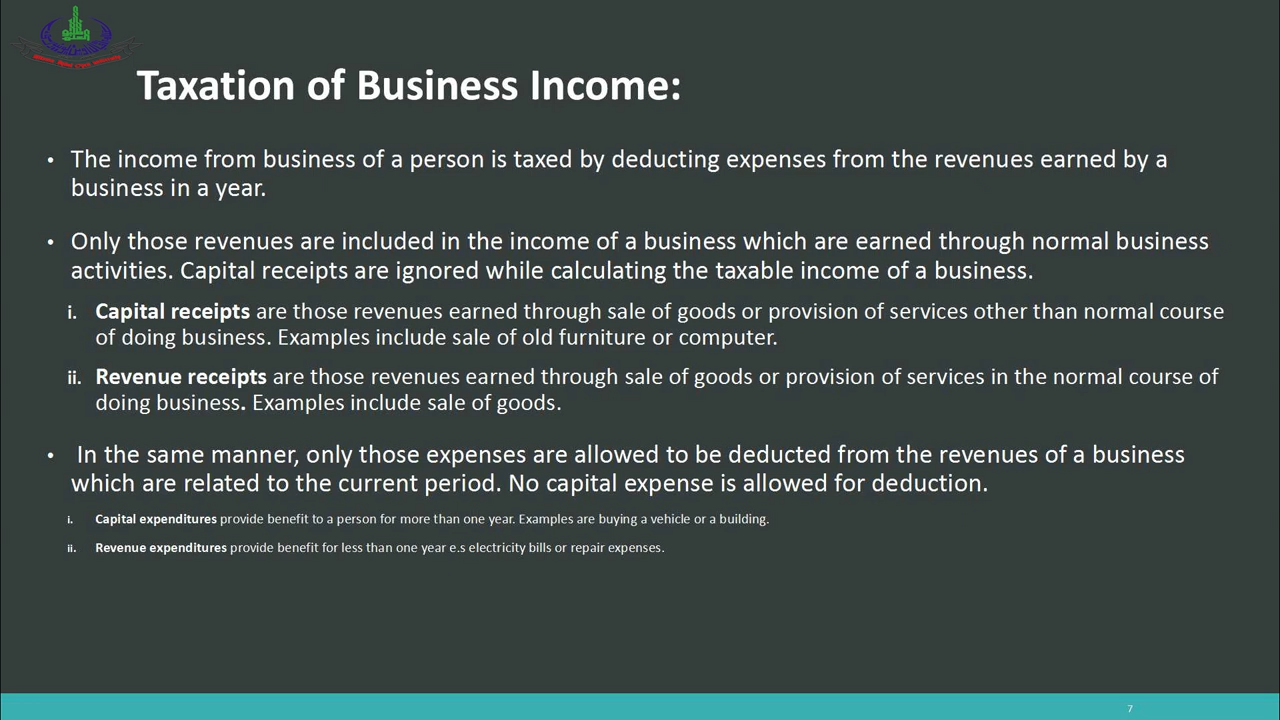 Taxation of Business Income:
• The income from business of a person is taxed by deducting expenses from the revenues earned by a
business in a year.
• Only those revenues are included in the income of a business which are earned through normal business
activities. Capital receipts are ignored while calculating the taxable income of a business.
i. Capital receipts are those revenues earned through sale of goods or provision of services other than normal course
of doing business. Examples include sale of old furniture or computer.
ii. Revenue receipts are those revenues earned through sale of goods or provision of services in the normal course of
doing business. Examples include sale of goods.
• In the same manner, only those expenses are allowed to be deducted from the revenues of a business
which are related to the current period. No capital expense is allowed for deduction.
i. Capital expenditures provide benefit to a person for more than one year. Examples are buying a vehicle or a building.
ii. Revenue expenditures provide benefit for less than one year e.s electricity bills or repair expenses.
7